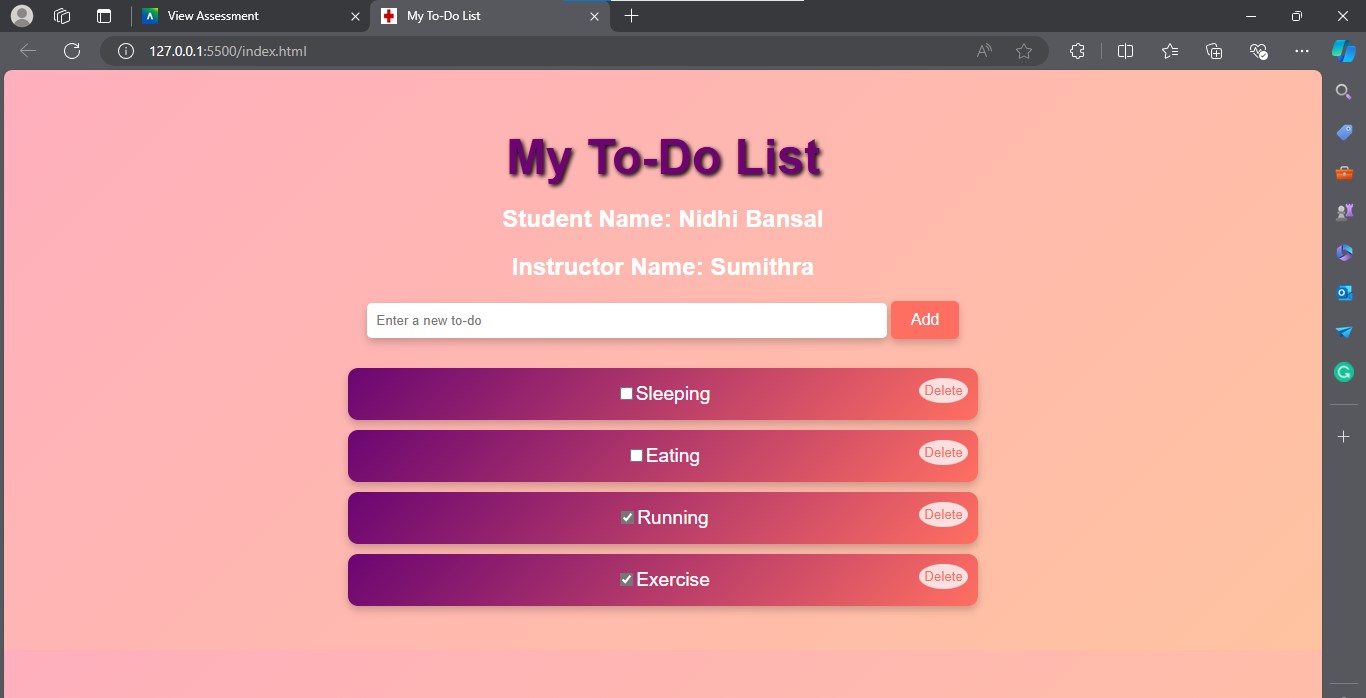 View Assessment
My To-Do List
127.0.0.1:5500/index.html
My To-Do List
Student Name: Nidhi Bansal
Instructor Name: Sumithra
Enter a new to-do
Add
Sleeping
Delete
Eating
Delete
Running
Delete
Exercise
Delete